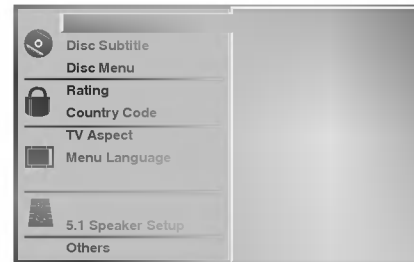 Disc Subtitle
Disc Menu
Rating
Country Code
TV Aspect
Menu Language
5.1 Speaker Setup
Others